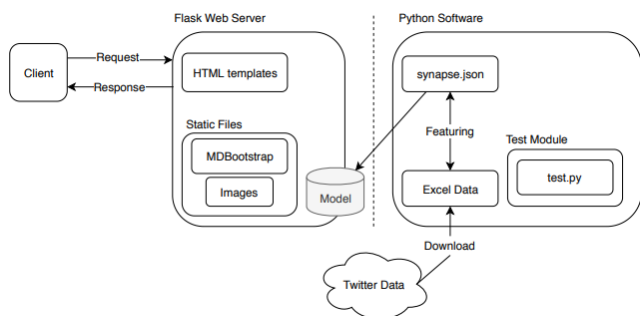 Flask Web Server
Python Software
Client
Request
Response
HTML templates
synapse.json
Static Files
MDBootstrap
Images
Model
Featuring
Test Module
test.py
Excel Data
Download
Twitter Data